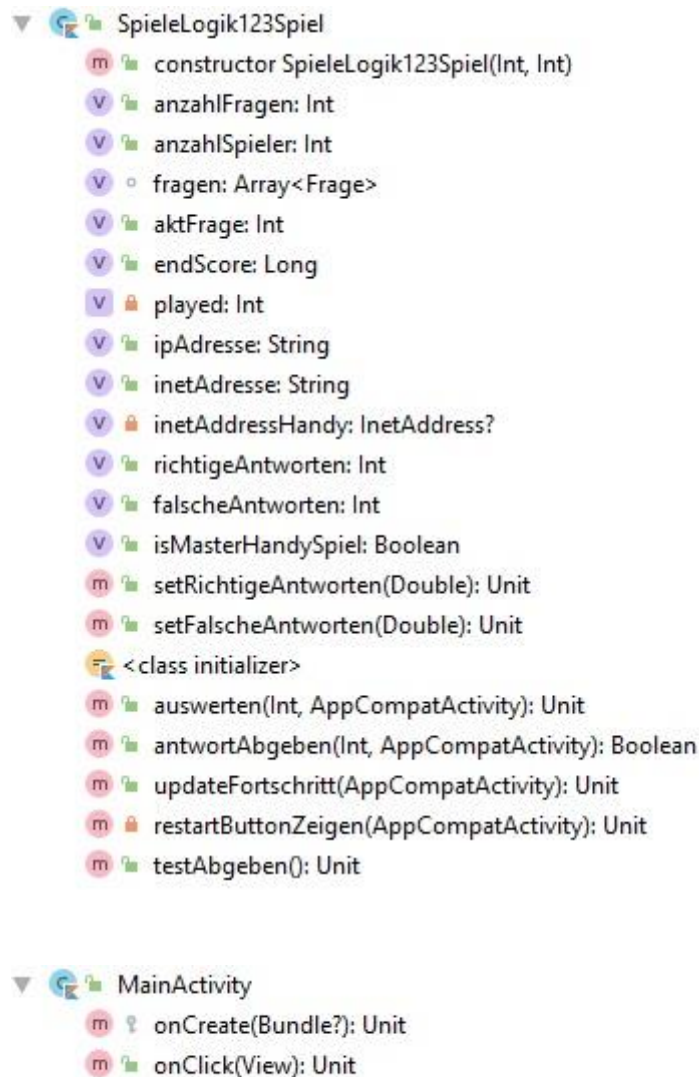 SpieleLogik123Spiel
constructor SpieleLogik123Spiel(Int, Int)
anzahlFragen: Int
anzahlSpieler: Int
fragen: Array<Frage>
aktFrage: Int
endScore: Long
played: Int
ipAdresse: String
inetAdresse: String
inetAddressHandy: InetAddress?
richtigeAntworten: Int
falscheAntworten: Int
isMasterHandySpiel: Boolean
setRichtigeAntworten(Double): Unit
setFalscheAntworten(Double): Unit
<class initializer>
auswerten(Int, AppCompatActivity): Unit
antwortAbgeben(Int, AppCompatActivity): Boolean
updateFortschritt(AppCompatActivity): Unit
restartButtonZeigen(AppCompatActivity): Unit
testAbgeben(): Unit
MainActivity
onCreate(Bundle?): Unit
onClick(View): Unit